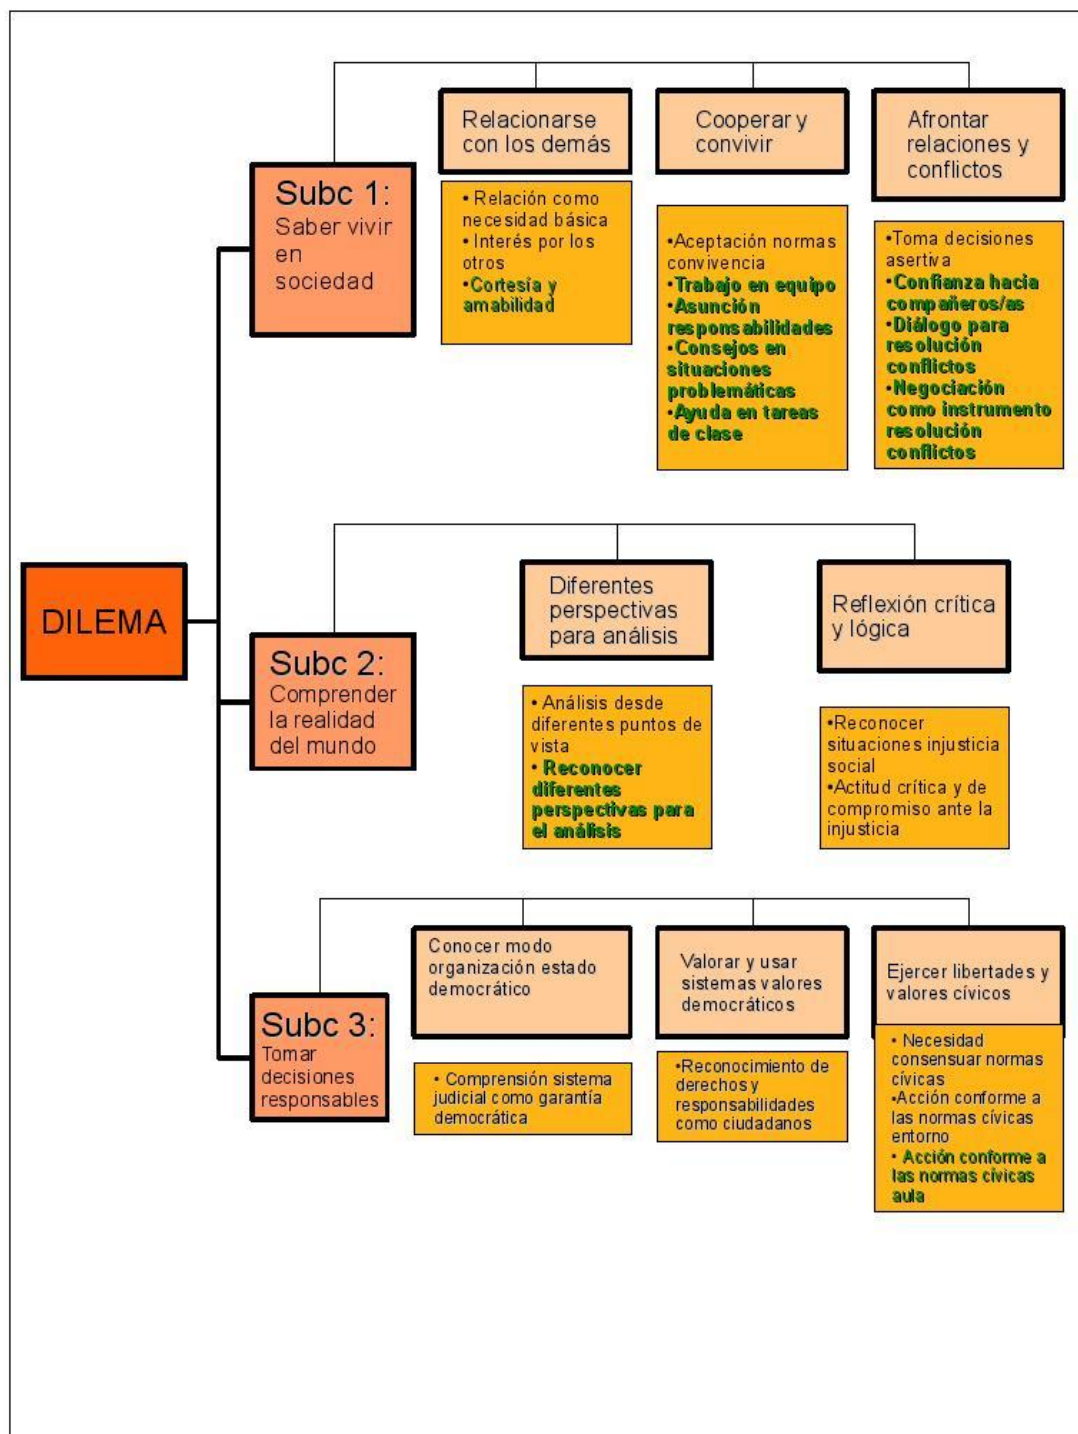 Relacionarse
con los demás
Cooperar y
convivir
Afrontar
relaciones y
conflictos
Subc 1:
Saber vivir
en
sociedad
• Relación como
necesidad básica
• Interés por los
otros
• Cortesía y
amabilidad
•Aceptación normas
convivencia
•Trabajo en equipo
•Asunción
responsabilidades
•Consejos en
situaciones
problemáticas
•Ayuda en tareas
de clase
•Toma decisiones
asertiva
•Confianza hacia
compañeros/as
•Diálogo para
resolución
conflictos
•Negociación
como instrumento
resolución
conflictos
DILEMA
Diferentes
perspectivas
para análisis
Reflexión crítica
y lógica
Subc 2:
Comprender
la realidad
del mundo
• Análisis desde
diferentes puntos de
vista
• Reconocer
diferentes
perspectivas para
el análisis
•Reconocer
situaciones injusticia
social
•Actitud crítica y de
compromiso ante la
injusticia
Conocer modo
organización estado
democrático
Valorar y usar
sistemas valores
democráticos
Ejercer libertades y
valores cívicos
Subc 3:
Tomar
decisiones
responsables
• Comprensión sistema
judicial como garantía
democrática
•Reconocimiento de
derechos y
responsabilidades
como ciudadanos
• Necesidad
consensuar normas
cívicas
•Acción conforme a
las normas cívicas
entorno
• Acción conforme a
las normas cívicas
aula